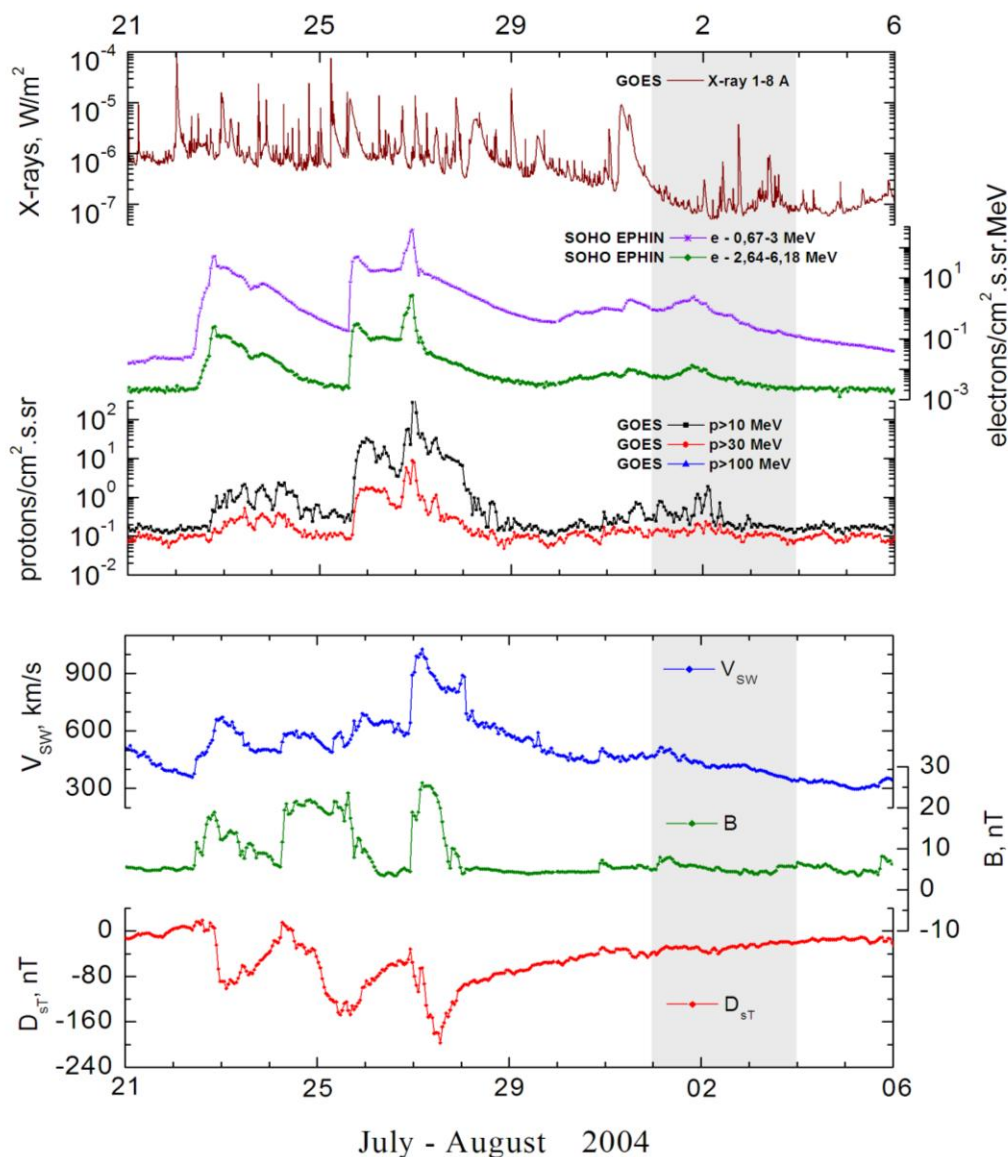 21 25 29 2 6
10⁻⁴
10⁻⁵
10⁻⁶
10⁻⁷
X-rays, W/m²
GOES X-ray 1-8 A
SOHO EPHIN e - 0,67-3 MeV
SOHO EPHIN e - 2,64-6,18 MeV
10¹
10⁻¹
10⁻³
electrons/cm².s.sr.MeV
10²
10¹
10⁰
10⁻¹
10⁻²
protons/cm².s.sr
GOES p>10 MeV
GOES p>30 MeV
GOES p>100 MeV
900
600
300
V_SW, km/s
V_SW
30
20
10
0
-10
B, nT
B
0
-80
-160
-240
D_sT, nT
D_sT
21 25 29 02 06
July - August 2004